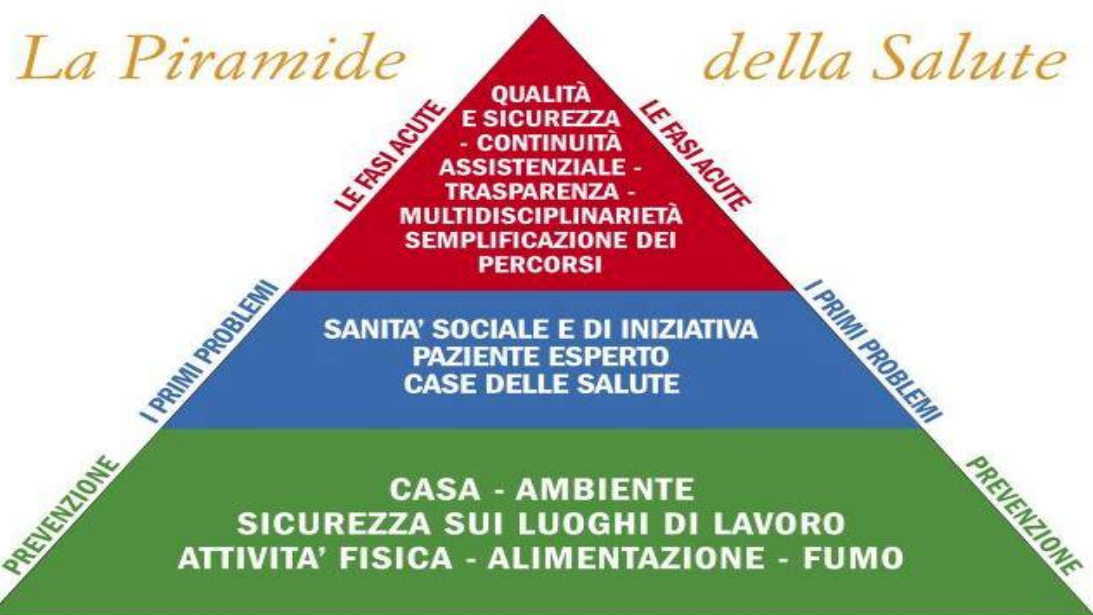 La Piramide della Salute
LE FASI ACUTE
LE FASI ACUTE
QUALITÀ
E SICUREZZA
- CONTINUITÀ
ASSISTENZIALE -
TRASPARENZA -
MULTIDISCIPLINARIETÀ
SEMPLIFICAZIONE DEI
PERCORSI
I PRIMI PROBLEMI
I PRIMI PROBLEMI
SANITA' SOCIALE E DI INIZIATIVA
PAZIENTE ESPERTO
CASE DELLE SALUTE
PREVENZIONE
PREVENZIONE
CASA - AMBIENTE
SICUREZZA SUI LUOGHI DI LAVORO
ATTIVITA' FISICA - ALIMENTAZIONE - FUMO